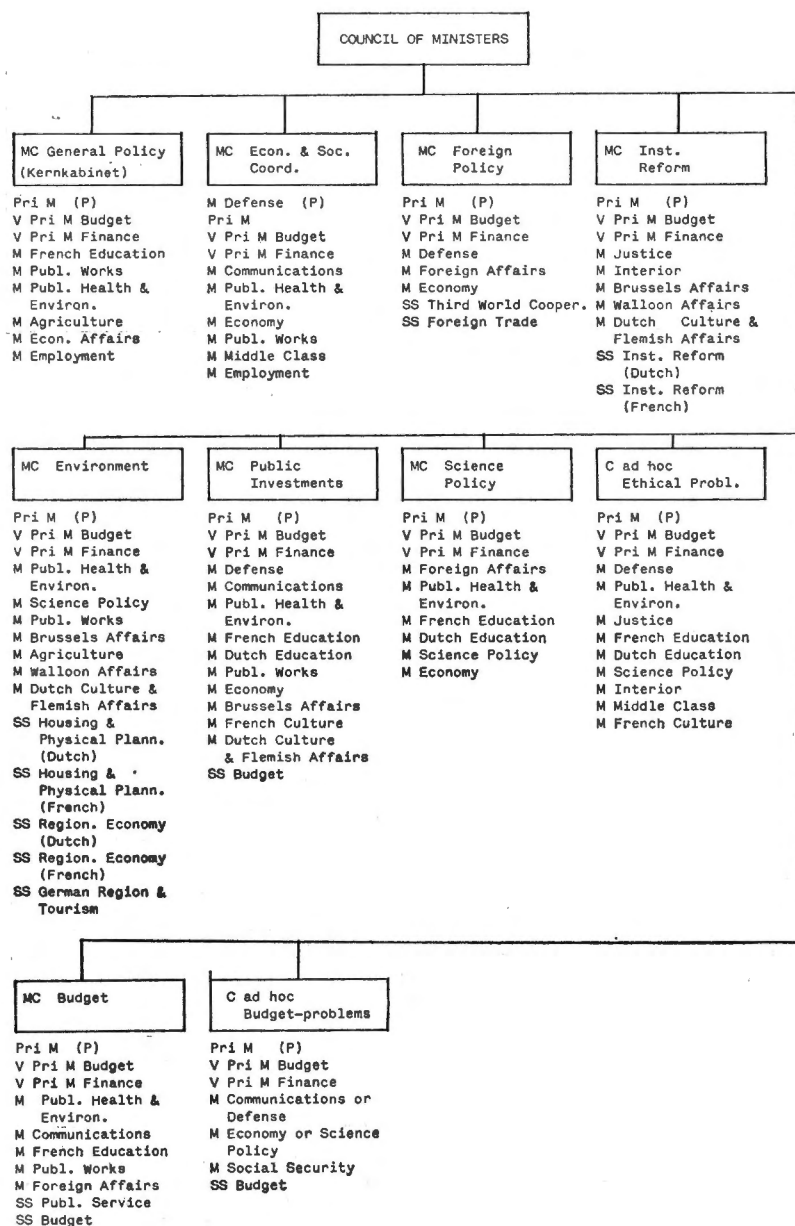 COUNCIL OF MINISTERS
MC General Policy
(Kernkabinet)
Pri M (P)
V Pri M Budget
V Pri M Finance
M French Education
M Publ. Works
M Publ. Health &
Environ.
M Agriculture
M Econ. Affairs
M Employment
MC Econ. & Soc.
Coord.
M Defense (P)
Pri M
V Pri M Budget
V Pri M Finance
M Communications
M Publ. Health &
Environ.
M Economy
M Publ. Works
M Middle Class
M Employment
MC Foreign
Policy
Pri M (P)
V Pri M Budget
V Pri M Finance
M Defense
M Foreign Affairs
M Economy
SS Third World Cooper.
SS Foreign Trade
MC Inst.
Reform
Pri M (P)
V Pri M Budget
V Pri M Finance
M Justice
M Interior
M Brussels Affairs
M Walloon Affairs
M Dutch Culture &
Flemish Affairs
SS Inst. Reform
(Dutch)
SS Inst. Reform
(French)
MC Environment
Pri M (P)
V Pri M Budget
V Pri M Finance
M Publ. Health &
Environ.
M Science Policy
M Publ. Works
M Brussels Affairs
M Agriculture
M Walloon Affairs
M Dutch Culture &
Flemish Affairs
SS Housing &
Physical Plann.
(Dutch)
SS Housing &
Physical Plann.
(French)
SS Region. Economy
(Dutch)
SS Region. Economy
(French)
SS German Region &
Tourism
MC Public
Investments
Pri M (P)
V Pri M Budget
V Pri M Finance
M Defense
M Communications
M Publ. Health &
Environ.
M French Education
M Dutch Education
M Publ. Works
M Economy
M Brussels Affairs
M French Culture
M Dutch Culture
& Flemish Affairs
SS Budget
MC Science
Policy
Pri M (P)
V Pri M Budget
V Pri M Finance
M Foreign Affairs
M Publ. Health &
Environ.
M French Education
M Dutch Education
M Science Policy
M Economy
C ad hoc
Ethical Probl.
Pri M (P)
V Pri M Budget
V Pri M Finance
M Defense
M Publ. Health &
Environ.
M Justice
M French Education
M Dutch Education
M Science Policy
M Interior
M Middle Class
M French Culture
MC Budget
Pri M (P)
V Pri M Budget
V Pri M Finance
M Publ. Health &
Environ.
M Communications
M French Education
M Publ. Works
M Foreign Affairs
SS Publ. Service
SS Budget
C ad hoc
Budget-problems
Pri M (P)
V Pri M Budget
V Pri M Finance
M Communications or
Defense
M Economy or Science
Policy
M Social Security
SS Budget